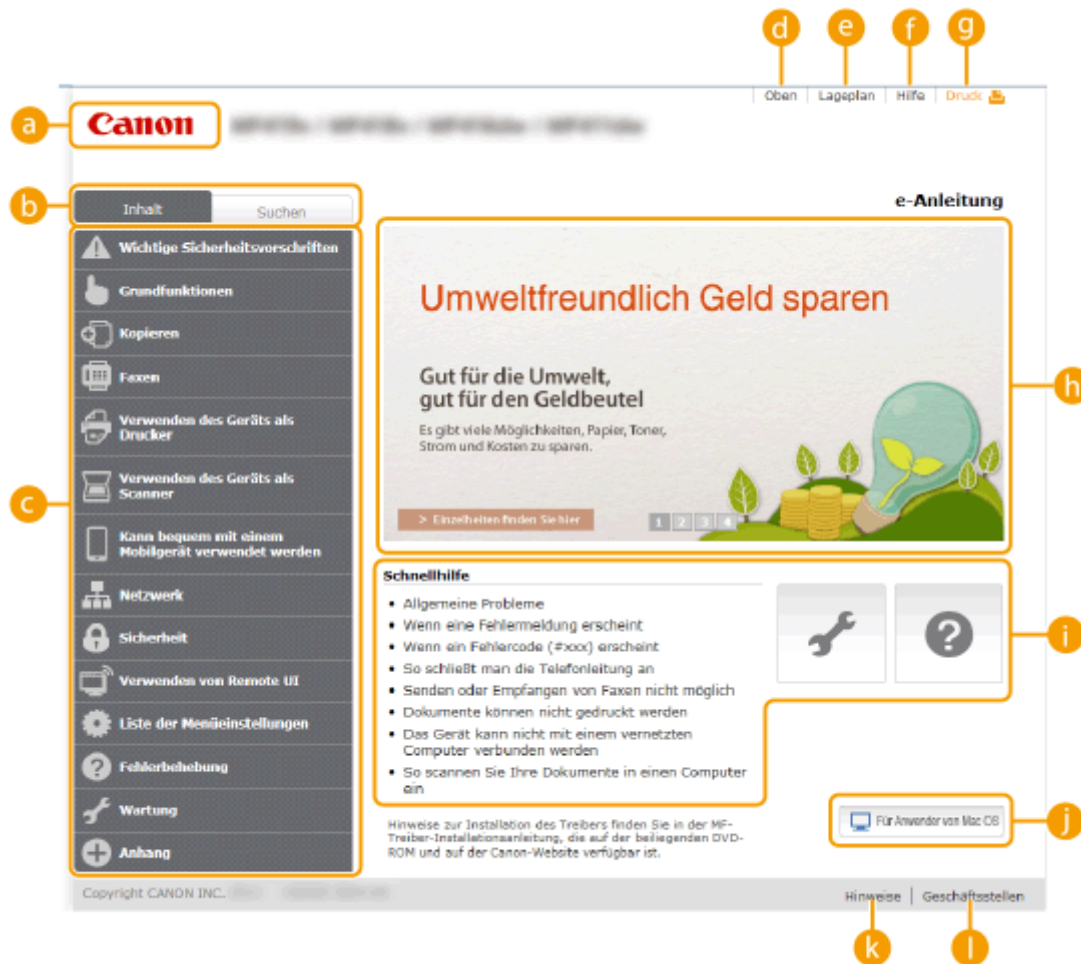 d e f g
Oben | Lageplan | Hilfe | Druck
a
Canon
b
Inhalt Suchen
e-Anleitung
c
Wichtige Sicherheitsvorschriften
Grundfunktionen
Kopieren
Faxen
Verwenden des Geräts als
Drucker
Verwenden des Geräts als
Scanner
Kann bequem mit einem
Mobilgerät verwendet werden
Netzwerk
Sicherheit
Verwenden von Remote UI
Liste der Menüeinstellungen
Fehlerbehebung
Wartung
Anhang
Umweltfreundlich Geld sparen
Gut für die Umwelt,
gut für den Geldbeutel
Es gibt viele Möglichkeiten, Papier, Toner,
Strom und Kosten zu sparen.
> Einzelheiten finden Sie hier
1 2 3 4
h
Schnellhilfe
• Allgemeine Probleme
• Wenn eine Fehlermeldung erscheint
• Wenn ein Fehlercode (#xxx) erscheint
• So schließt man die Telefonleitung an
• Senden oder Empfangen von Faxen nicht möglich
• Dokumente können nicht gedruckt werden
• Das Gerät kann nicht mit einem vernetzten
Computer verbunden werden
• So scannen Sie Ihre Dokumente in einen Computer
ein
i
Hinweise zur Installation des Treibers finden Sie in der MF-
Treiber-Installationsanleitung, die auf der beiliegenden DVD-
ROM und auf der Canon-Website verfügbar ist.
Für Anwender von Mac OS
j
Copyright CANON INC.
Hinweise | Geschäftsstellen
k l